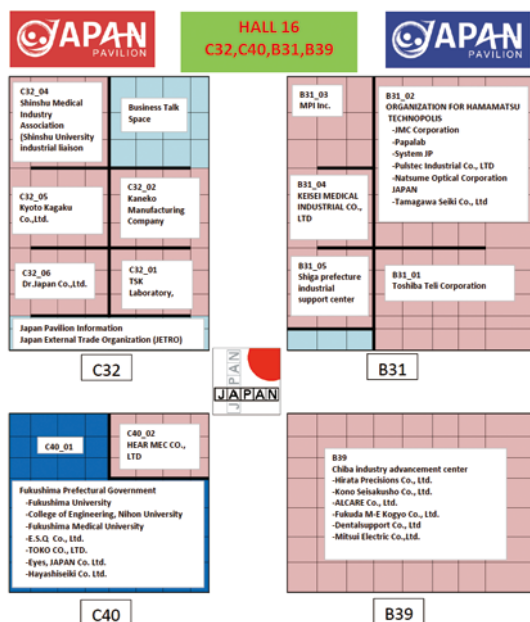 JAPAN
PAVILION
HALL 16
C32,C40,B31,B39
JAPAN
PAVILION
C32_04
Shinshu Medical
Industry
Association
(Shinshu University
industrial liaison
Business Talk
Space
C32_05
Kyoto Kagaku
Co.,Ltd.
C32_02
Kaneko
Manufacturing
Company
C32_06
Dr.Japan Co.,Ltd.
C32_01
TSK
Laboratory,
Japan Pavilion Information
Japan External Trade Organization (JETRO)
C32
B31_03
MPI Inc.
B31_02
ORGANIZATION FOR HAMAMATSU
TECHNOPOLIS
-JMC Corporation
-Papalab
-System JP
-Pulstec Industrial Co., LTD
-Natsume Optical Corporation
JAPAN
-Tamagawa Seiki Co., Ltd
B31_04
KEISEI MEDICAL
INDUSTRIAL CO.,
LTD
B31_05
Shiga prefecture
industrial
support center
B31_01
Toshiba Teli Corporation
B31
JAPAN
JAPAN
C40_01
C40_02
HEAR MEC CO.,
LTD
Fukushima Prefectural Government
-Fukushima University
-College of Engineering, Nihon University
-Fukushima Medical University
-E.S.Q Co., Ltd.
-TOKO CO., LTD.
-Eyes, JAPAN Co. Ltd.
-Hayashiseiki Co. Ltd.
C40
B39
Chiba industry advancement center
-Hirata Precisions Co., Ltd.
-Kono Seisakusho Co., Ltd.
-ALCARE Co., Ltd.
-Fukuda M-E Kogyo Co., Ltd.
-Dentalsupport Co., Ltd
-Mitsui Electric Co.,Ltd.
B39